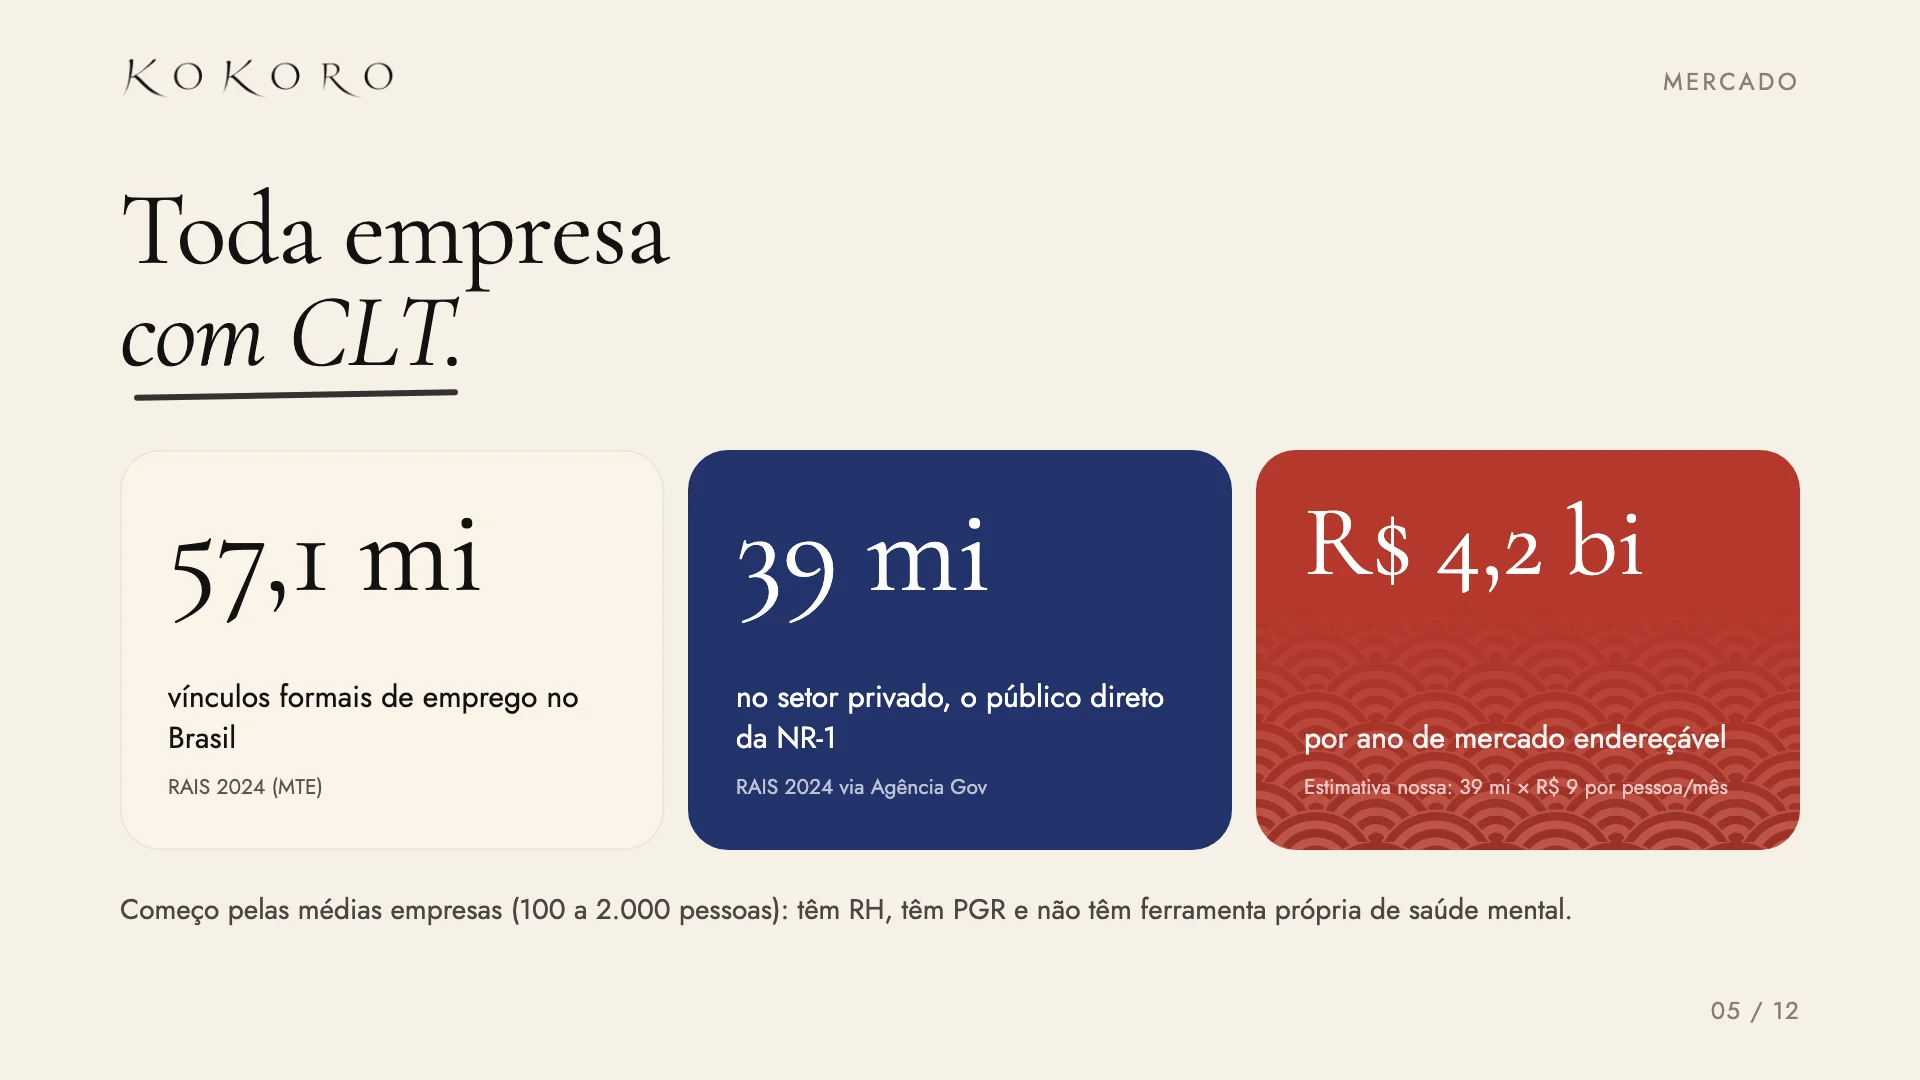 KOKORO
MERCADO
Toda empresa
com CLT.
57,1 mi
vínculos formais de emprego no
Brasil
RAIS 2024 (MTE)
39 mi
no setor privado, o público direto
da NR-1
RAIS 2024 via Agência Gov
R$ 4,2 bi
por ano de mercado endereçável
Estimativa nossa: 39 mi × R$ 9 por pessoa/mês
Começo pelas médias empresas (100 a 2.000 pessoas): têm RH, têm PGR e não têm ferramenta própria de saúde mental.
05 / 12